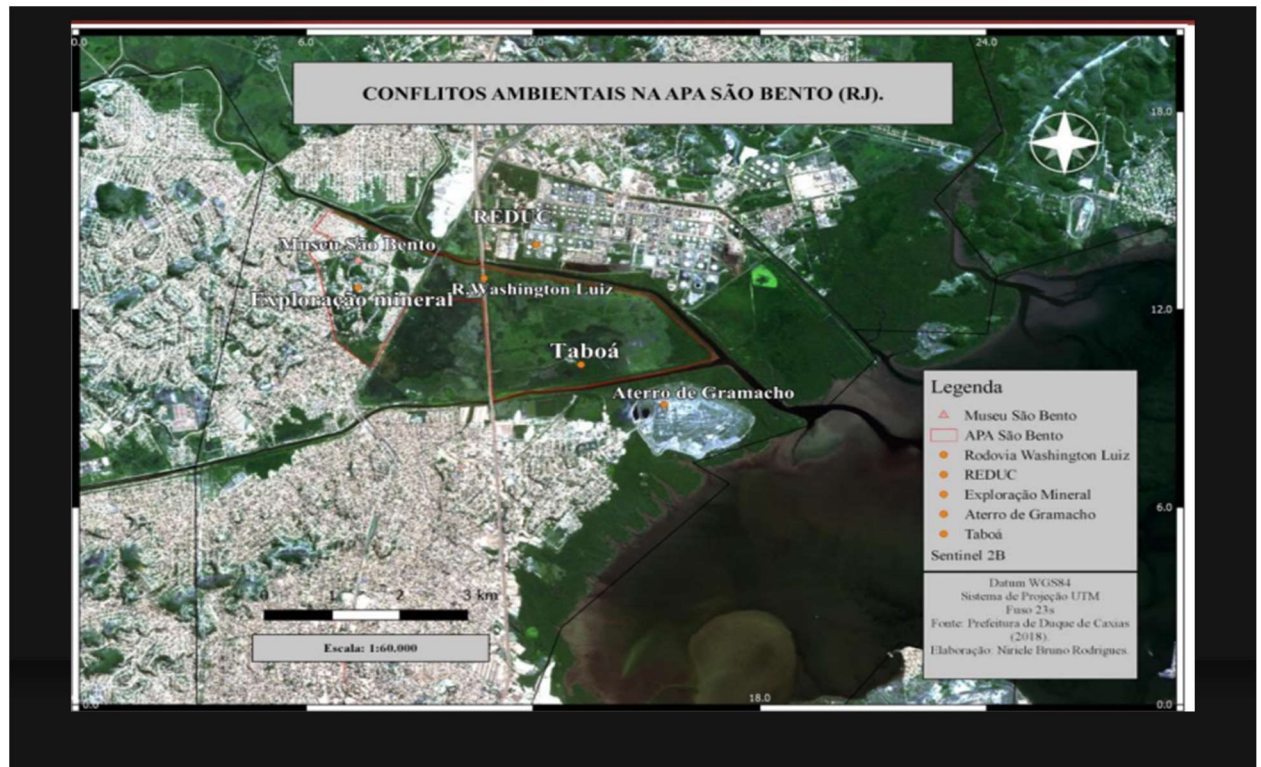 0.0
6.0
12.0
24.0
CONFLITOS AMBIENTAIS NA APA SÃO BENTO (RJ).
18.0
REDUC
Museu São Bento
R.Washington Luiz
Exploração mineral
12.0
Taboá
Aterro de Gramacho
Legenda
Museu São Bento
APA São Bento
Rodovia Washington Luiz
REDUC
Exploração Mineral
Aterro de Gramacho
Taboá
Sentinel 2B
6.0
Datum WGS84
Sistema de Projeção UTM
Fuso 23s
Fonte: Prefeitura de Duque de Caxias
(2018)
Elaboração: Niriele Bruno Rodrigues.
0 1 2 3 km
Escala: 1:60.000
0.0
18.0
0.0